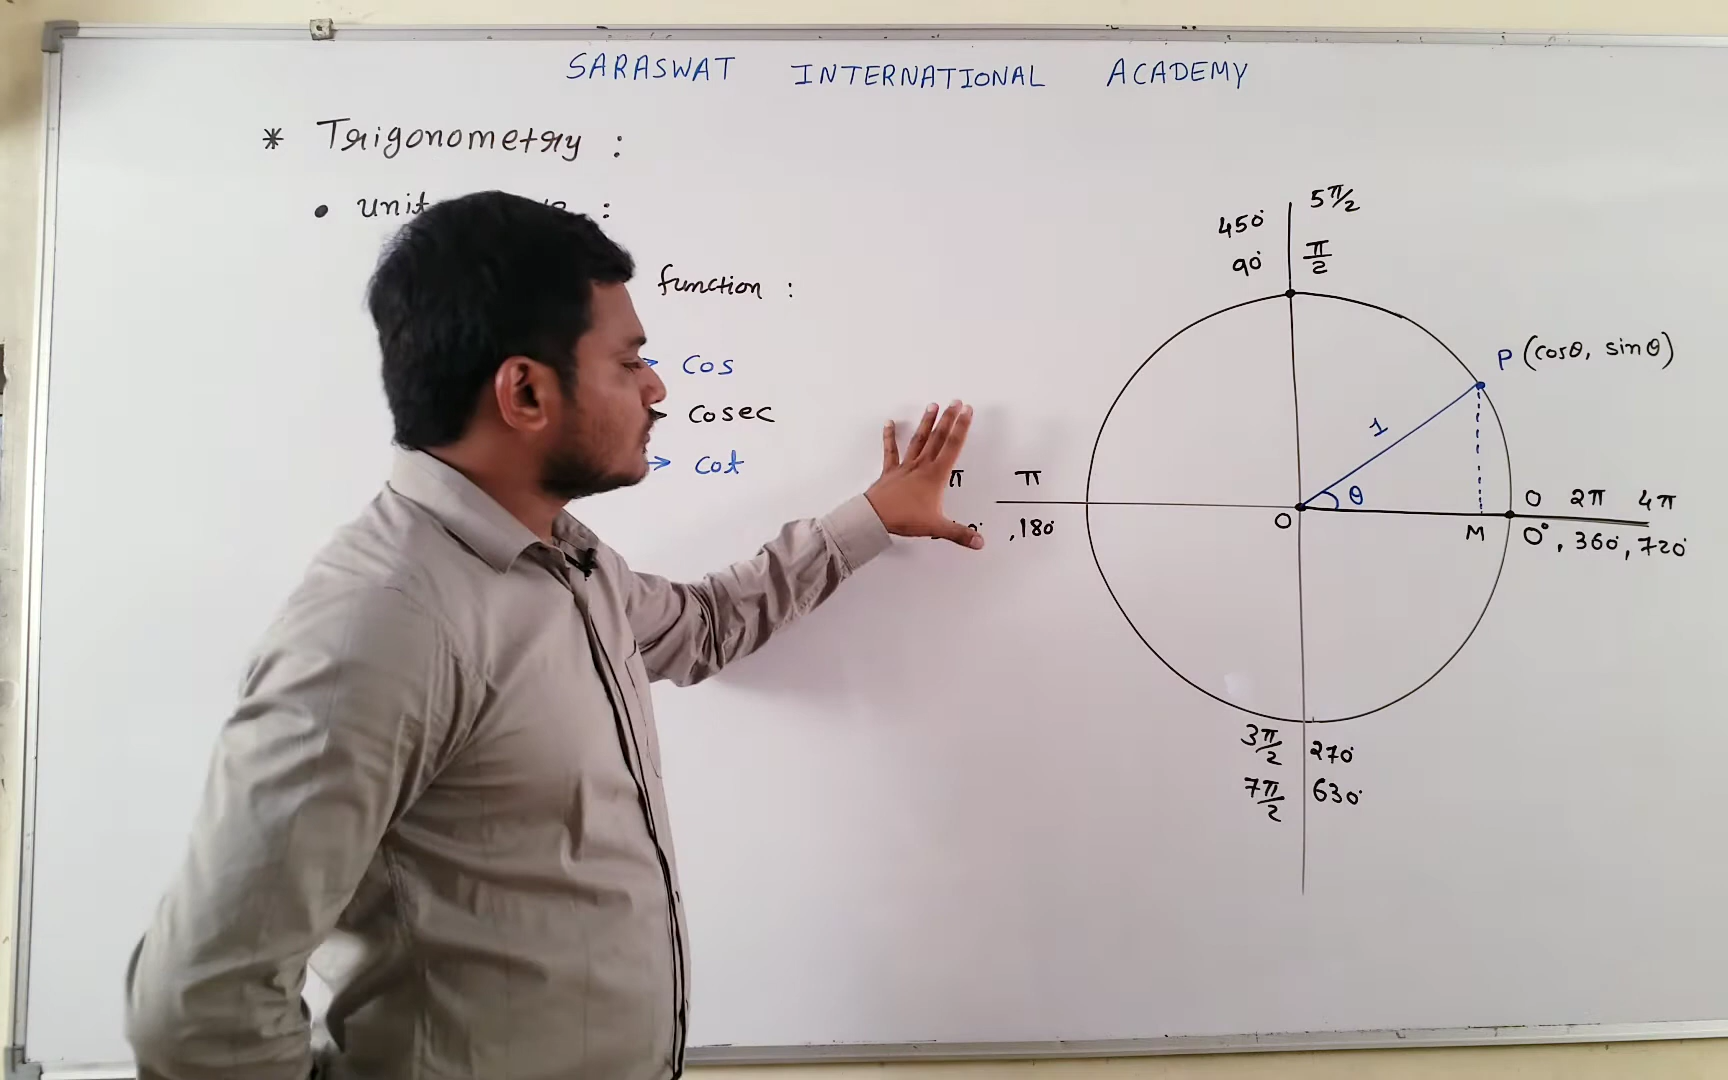 SARASWAT INTERNATIONAL ACADEMY
* Trigonometry :
• unit :
function :
→ cos
→ cosec
→ cot
450° 5π/2
90° π/2
P (cosθ, sinθ)
1
θ
π π
, 180°
O
M
0 2π 4π
0°, 360°, 720°
3π/2 270°
7π/2 630°